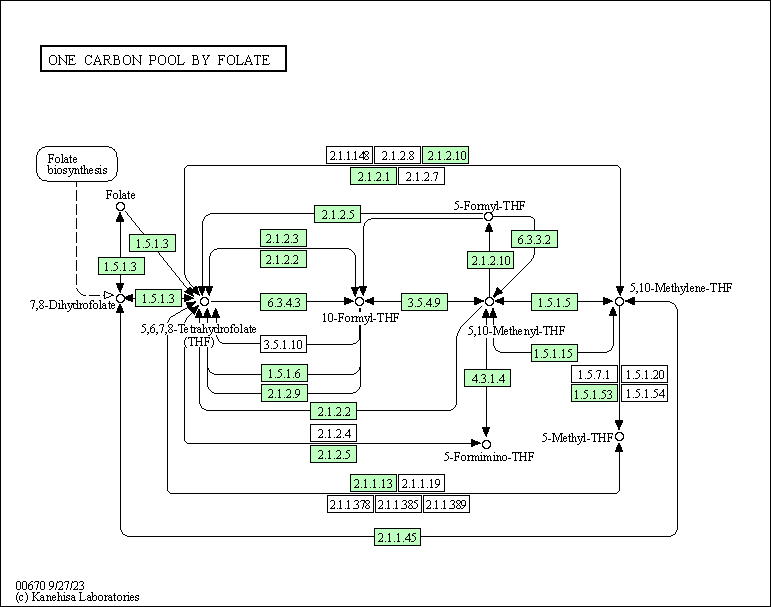 ONE CARBON POOL BY FOLATE
2.1.1.148 2.1.2.8 2.1.2.10
Folate
biosynthesis
2.1.2.1 2.1.2.7
Folate
5-Formyl-THF
2.1.2.5
1.5.1.3
2.1.2.3
6.3.3.2
1.5.1.3
2.1.2.2
2.1.2.10
5,10-Methylene-THF
7,8-Dihydrofolate
1.5.1.3
6.3.4.3
3.5.4.9
1.5.1.5
10-Formyl-THF
5,6,7,8-Tetrahydrofolate
(THF)
5,10-Methenyl-THF
3.5.1.10
1.5.1.15
1.5.1.6
4.3.1.4
1.5.7.1 1.5.1.20
2.1.2.9
1.5.1.53 1.5.1.54
2.1.2.2
2.1.2.4
5-Methyl-THF
2.1.2.5
5-Formimino-THF
2.1.1.13 2.1.1.19
2.1.1.378 2.1.1.385 2.1.1.389
2.1.1.45
00670 9/27/23
(c) Kanehisa Laboratories